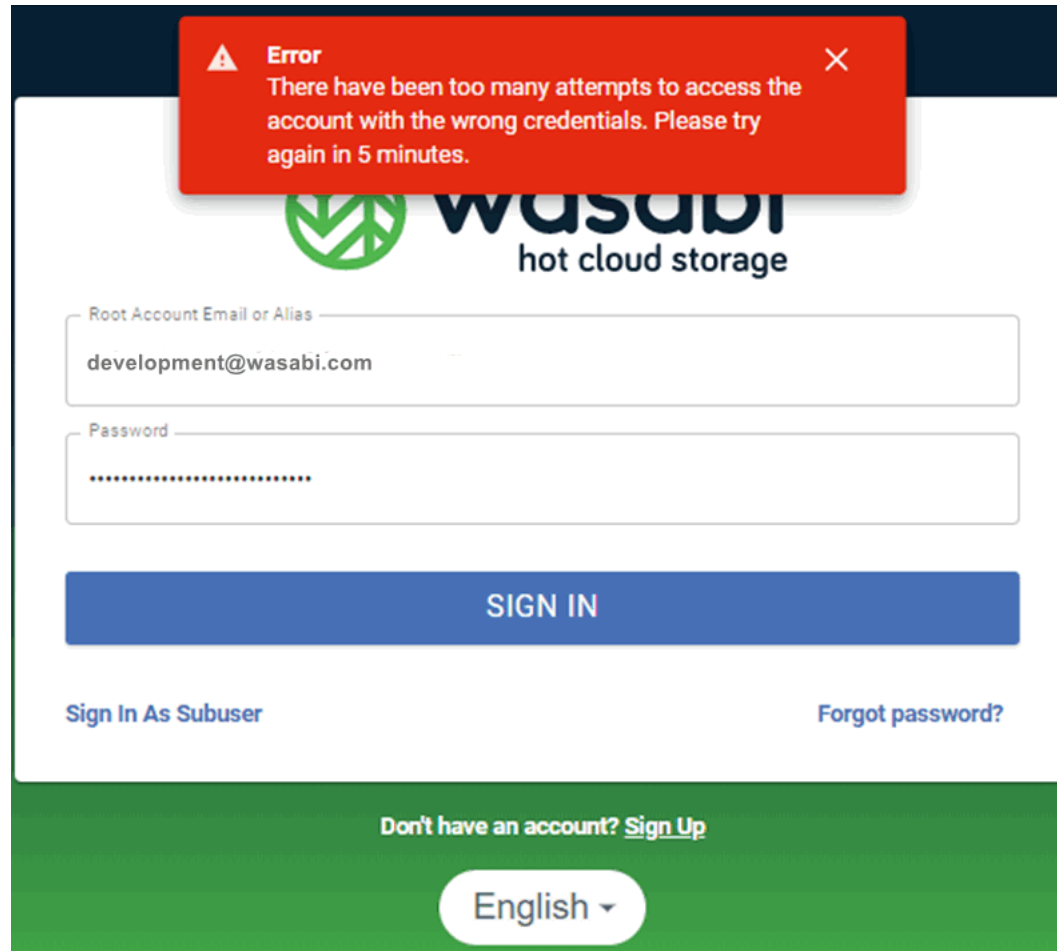 Error
There have been too many attempts to access the
account with the wrong credentials. Please try
again in 5 minutes.
wasabi
hot cloud storage
Root Account Email or Alias
development@wasabi.com
Password
••••••••••••••••••••••••••••
SIGN IN
Sign In As Subuser
Forgot password?
Don't have an account? Sign Up
English